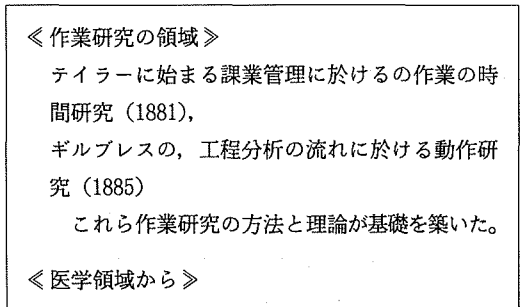 ≪作業研究の領域≫
テイラーに始まる課業管理に於けるの作業の時
間研究（1881），
ギルブレスの，工程分析の流れに於ける動作研
究（1885）
これら作業研究の方法と理論が基礎を築いた。
≪医学領域から≫